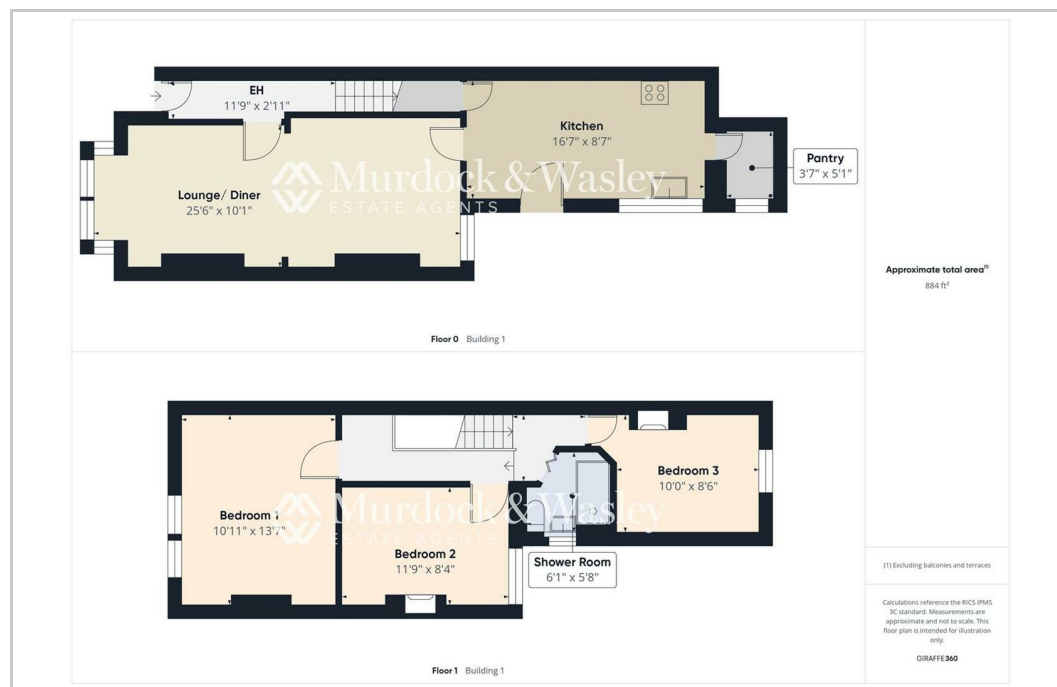 EH
11'9" x 2'11"
Kitchen
16'7" x 8'7"
Pantry
3'7" x 5'1"
Lounge/ Diner
25'6" x 10'1"
Murdock & Wasley
ESTATE AGENTS
Floor 0 Building 1
Approximate total area⁽¹⁾
884 ft²
Bedroom 1
10'11" x 13'7"
Bedroom 2
11'9" x 8'4"
Bedroom 3
10'0" x 8'6"
Shower Room
6'1" x 5'8"
Murdock & Wasley
ESTATE AGENTS
Floor 1 Building 1
(1) Excluding balconies and terraces
Calculations reference the RICS IPMS
3C standard. Measurements are
approximate and not to scale. This
floor plan is intended for illustration
only.
GIRAFFE360